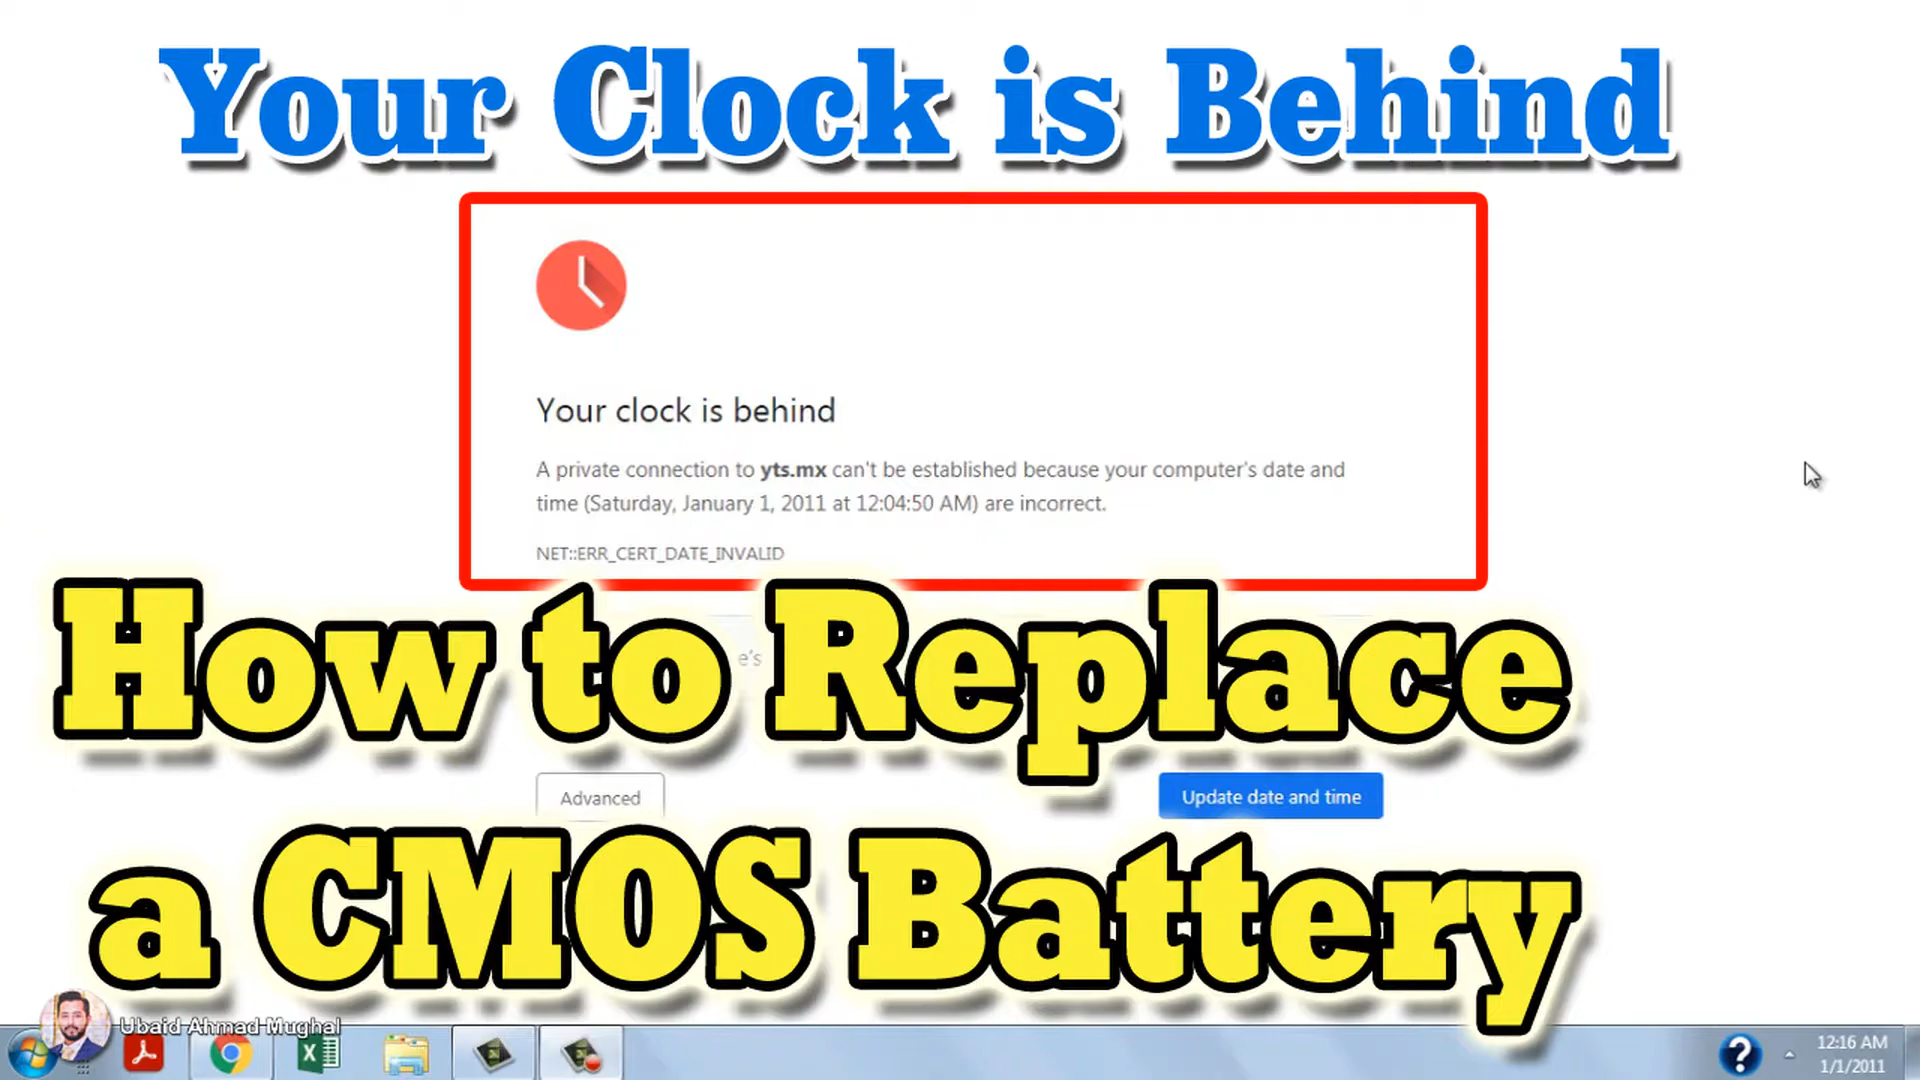 Your Clock is Behind
Your clock is behind
A private connection to yts.mx can't be established because your computer's date and
time (Saturday, January 1, 2011 at 12:04:50 AM) are incorrect.
NET::ERR_CERT_DATE_INVALID
How to Replace
e's
Advanced
Update date and time
a CMOS Battery
Ubaid Ahmad Mughal
12:16 AM
1/1/2011